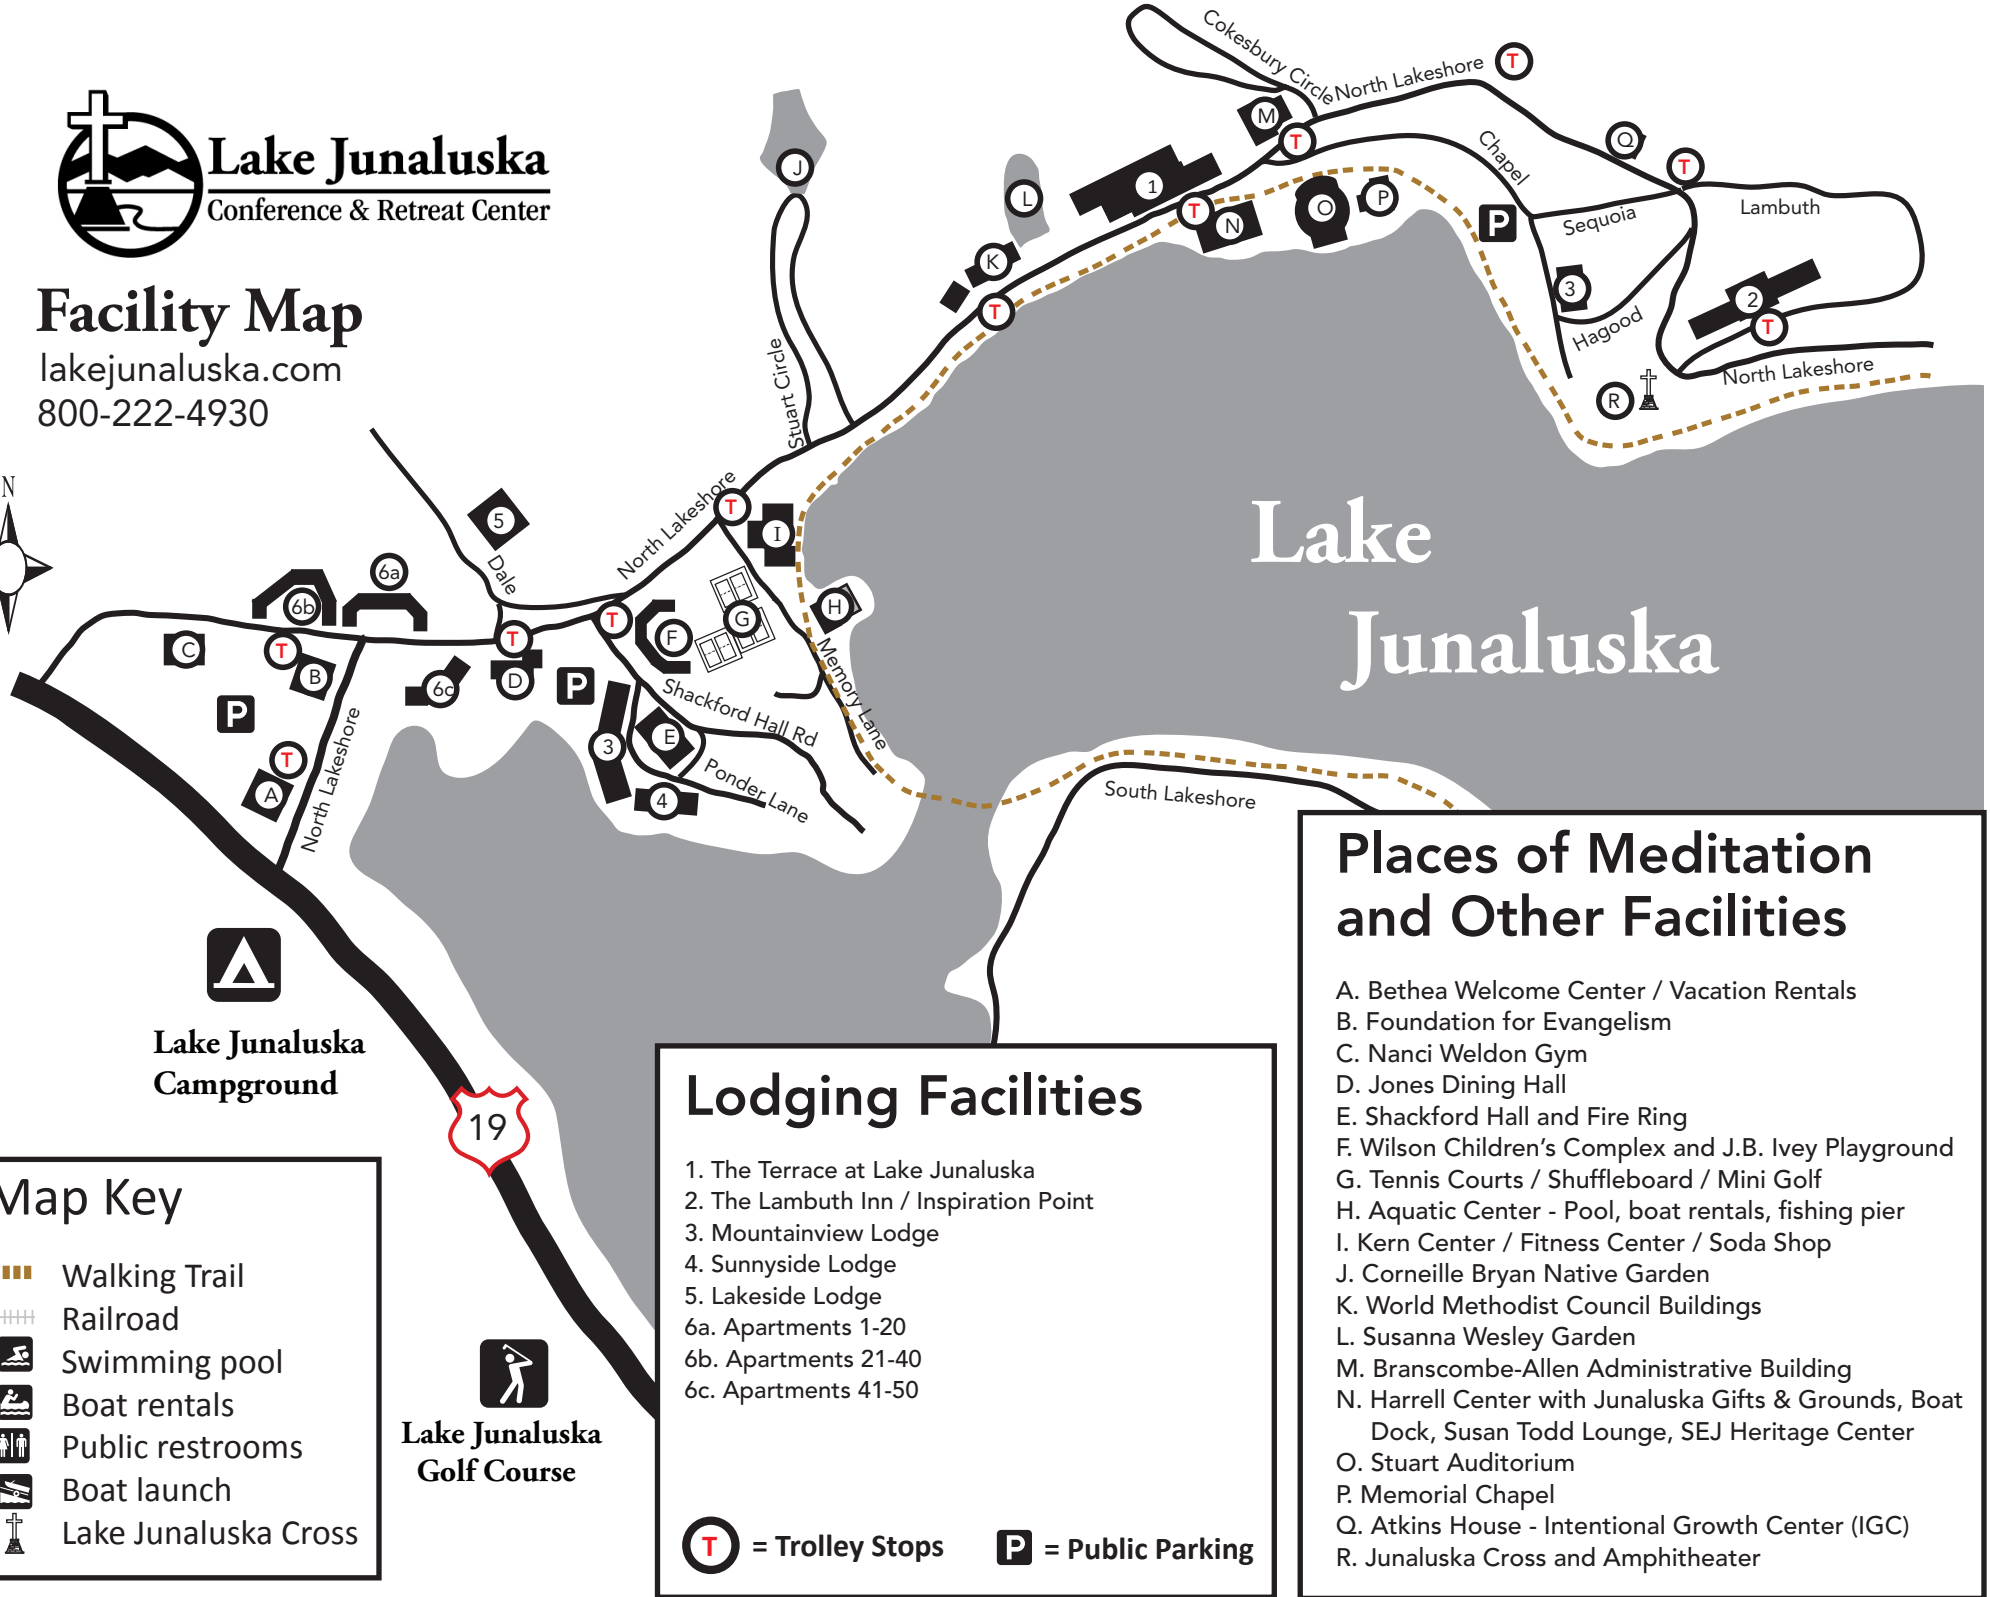 Lake Junaluska
Conference & Retreat Center
Facility Map
lakejunaluska.com
800-222-4930
N
Cokesbury Circle
North Lakeshore
T
M
T
Q
T
Chapel
J
L
1
T
N
O
P
P
Sequoia
Lambuth
K
T
3
Hagood
2
T
North Lakeshore
R
Stuart Circle
North Lakeshore
T
I
5
Dale
6a
6b
T
T
F
G
H
C
T
B
6c
D
P
P
Shackford Hall Rd
Memory Lane
3
E
T
A
North Lakeshore
4
Ponder Lane
South Lakeshore
Lake
Junaluska
Lake Junaluska
Campground
19
Lake Junaluska
Golf Course
Map Key
Walking Trail
Railroad
Swimming pool
Boat rentals
Public restrooms
Boat launch
Lake Junaluska Cross
Lodging Facilities
1. The Terrace at Lake Junaluska
2. The Lambuth Inn / Inspiration Point
3. Mountainview Lodge
4. Sunnyside Lodge
5. Lakeside Lodge
6a. Apartments 1-20
6b. Apartments 21-40
6c. Apartments 41-50
T = Trolley Stops P = Public Parking
Places of Meditation
and Other Facilities
A. Bethea Welcome Center / Vacation Rentals
B. Foundation for Evangelism
C. Nanci Weldon Gym
D. Jones Dining Hall
E. Shackford Hall and Fire Ring
F. Wilson Children's Complex and J.B. Ivey Playground
G. Tennis Courts / Shuffleboard / Mini Golf
H. Aquatic Center - Pool, boat rentals, fishing pier
I. Kern Center / Fitness Center / Soda Shop
J. Corneille Bryan Native Garden
K. World Methodist Council Buildings
L. Susanna Wesley Garden
M. Branscombe-Allen Administrative Building
N. Harrell Center with Junaluska Gifts & Grounds, Boat
Dock, Susan Todd Lounge, SEJ Heritage Center
O. Stuart Auditorium
P. Memorial Chapel
Q. Atkins House - Intentional Growth Center (IGC)
R. Junaluska Cross and Amphitheater